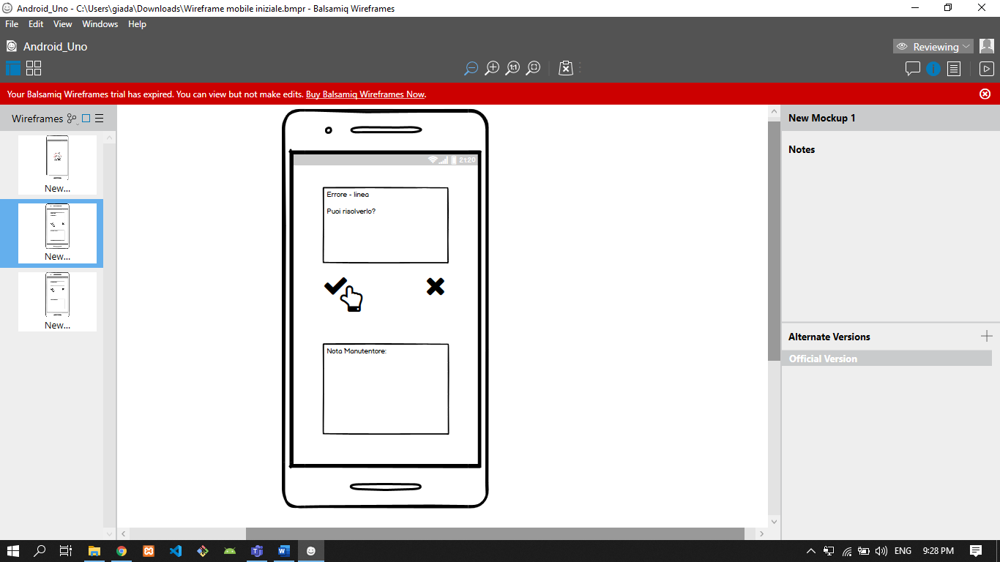 Android_Uno - C:\Users\giada\Downloads\Wireframe mobile iniziale.bmpr - Balsamiq Wireframes
File Edit View Windows Help
Android_Uno
Reviewing
1:1
Your Balsamiq Wireframes trial has expired. You can view but not make edits. Buy Balsamiq Wireframes Now.
Wireframes
New...
New...
New...
21:20
Errore - linea
Puoi risolverlo?
Nota Manutentore:
New Mockup 1
Notes
Alternate Versions
Official Version
ENG 9:28 PM